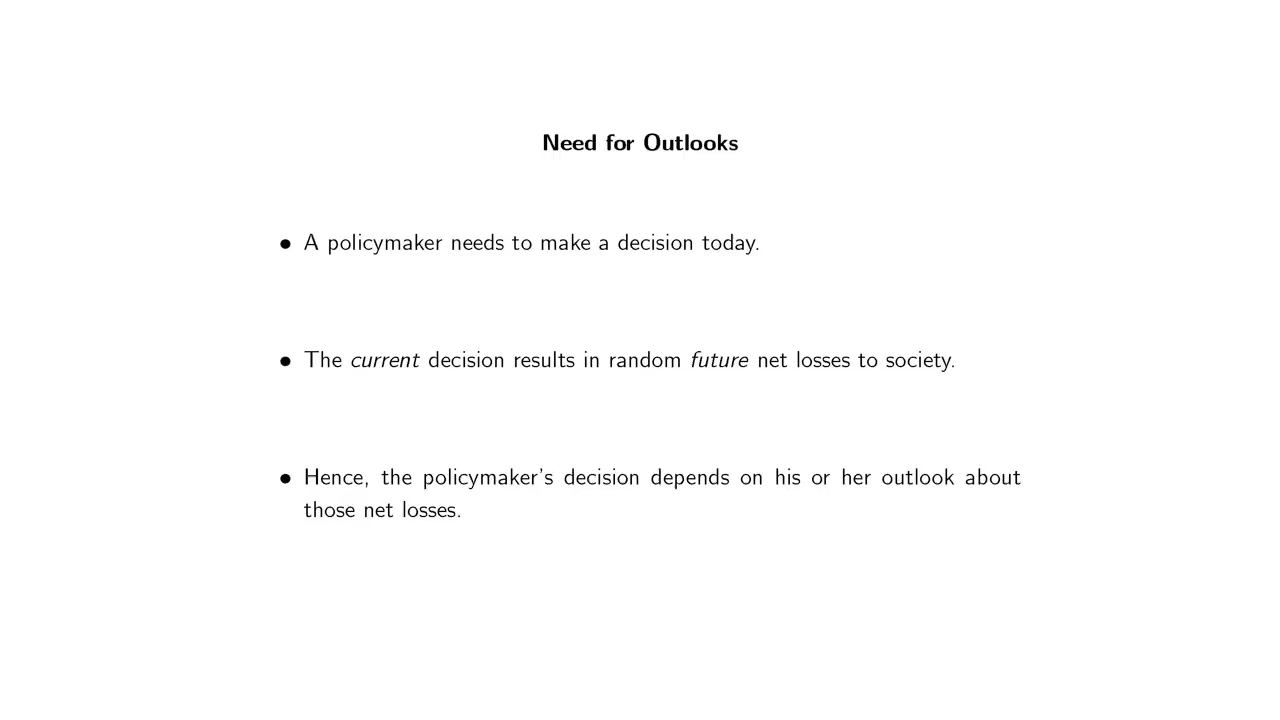 Need for Outlooks
• A policymaker needs to make a decision today.
• The current decision results in random future net losses to society.
• Hence, the policymaker's decision depends on his or her outlook about
those net losses.